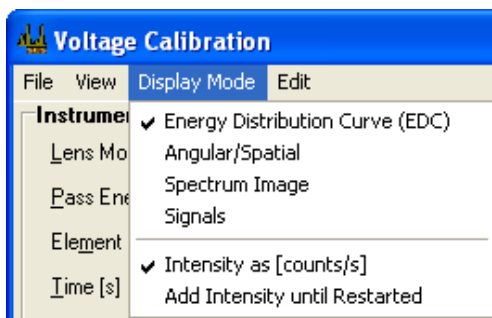 Voltage Calibration
File View Display Mode Edit
Instrume
Lens Mo
Pass Ene
Element
Time [s]
Energy Distribution Curve (EDC)
Angular/Spatial
Spectrum Image
Signals
Intensity as [counts/s]
Add Intensity until Restarted